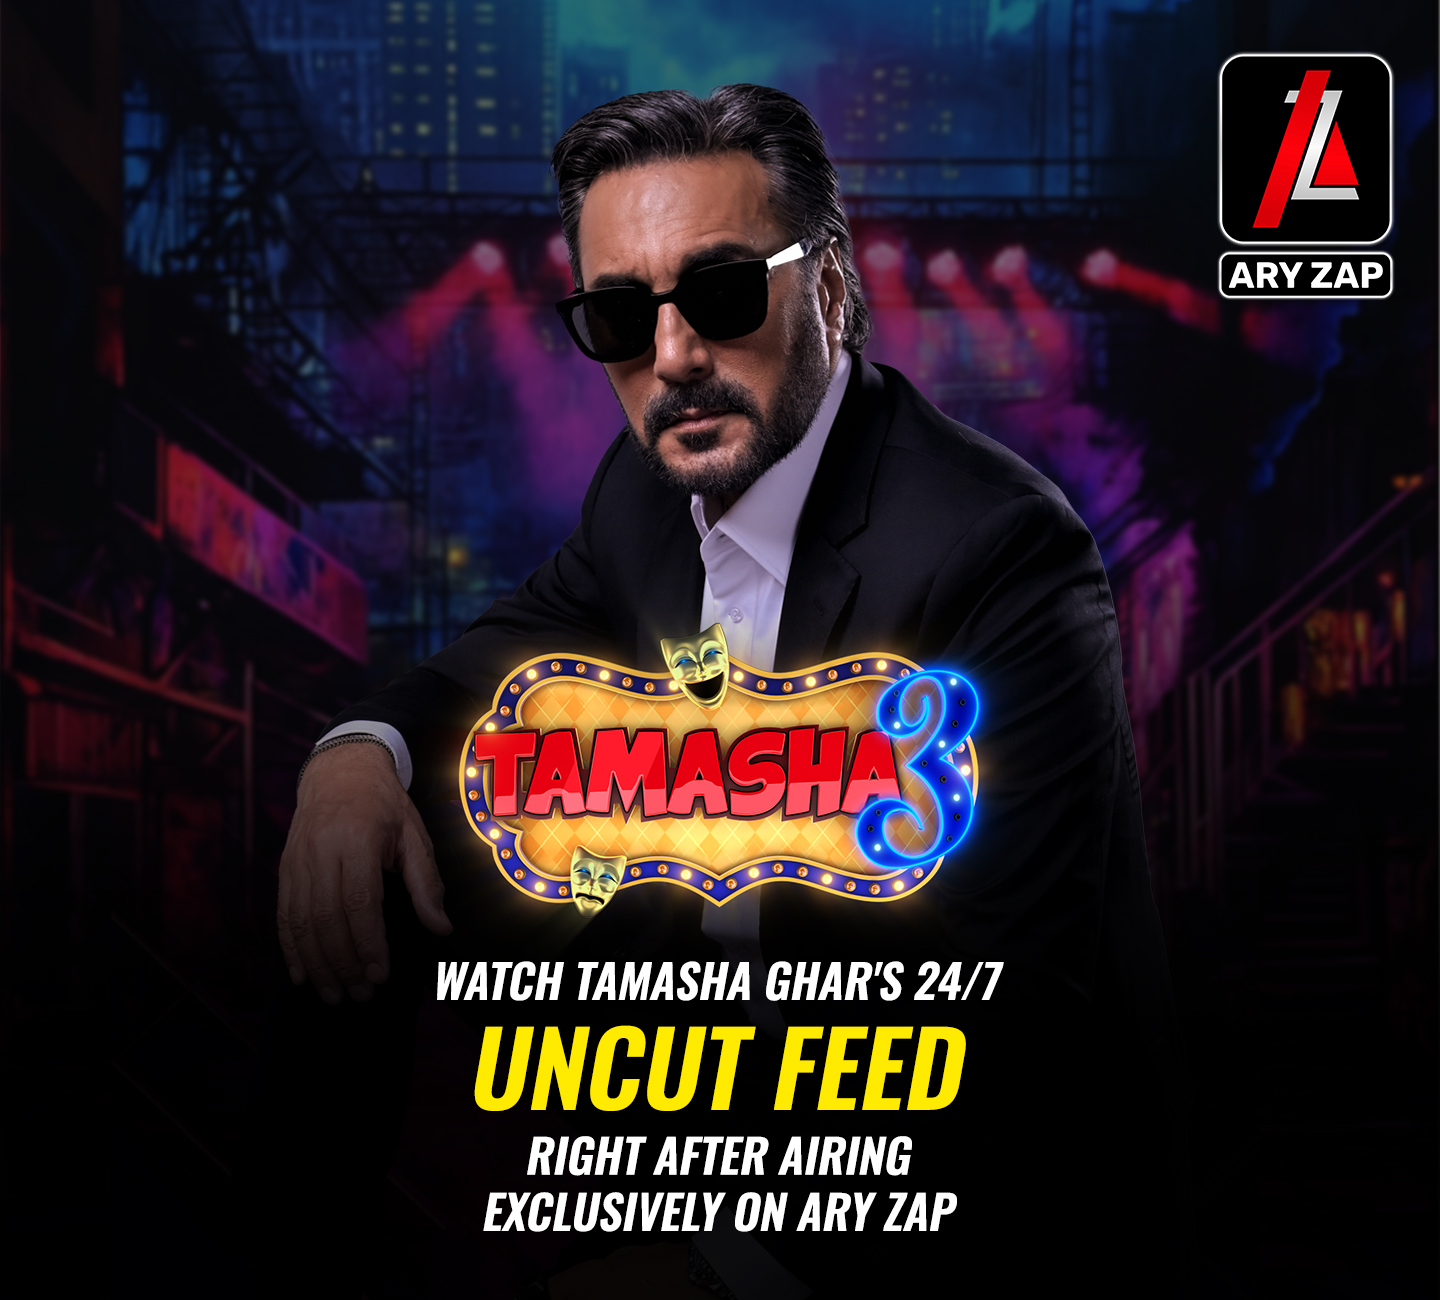 ARY ZAP
TAMASHA 3
WATCH TAMASHA GHAR'S 24/7
UNCUT FEED
RIGHT AFTER AIRING
EXCLUSIVELY ON ARY ZAP